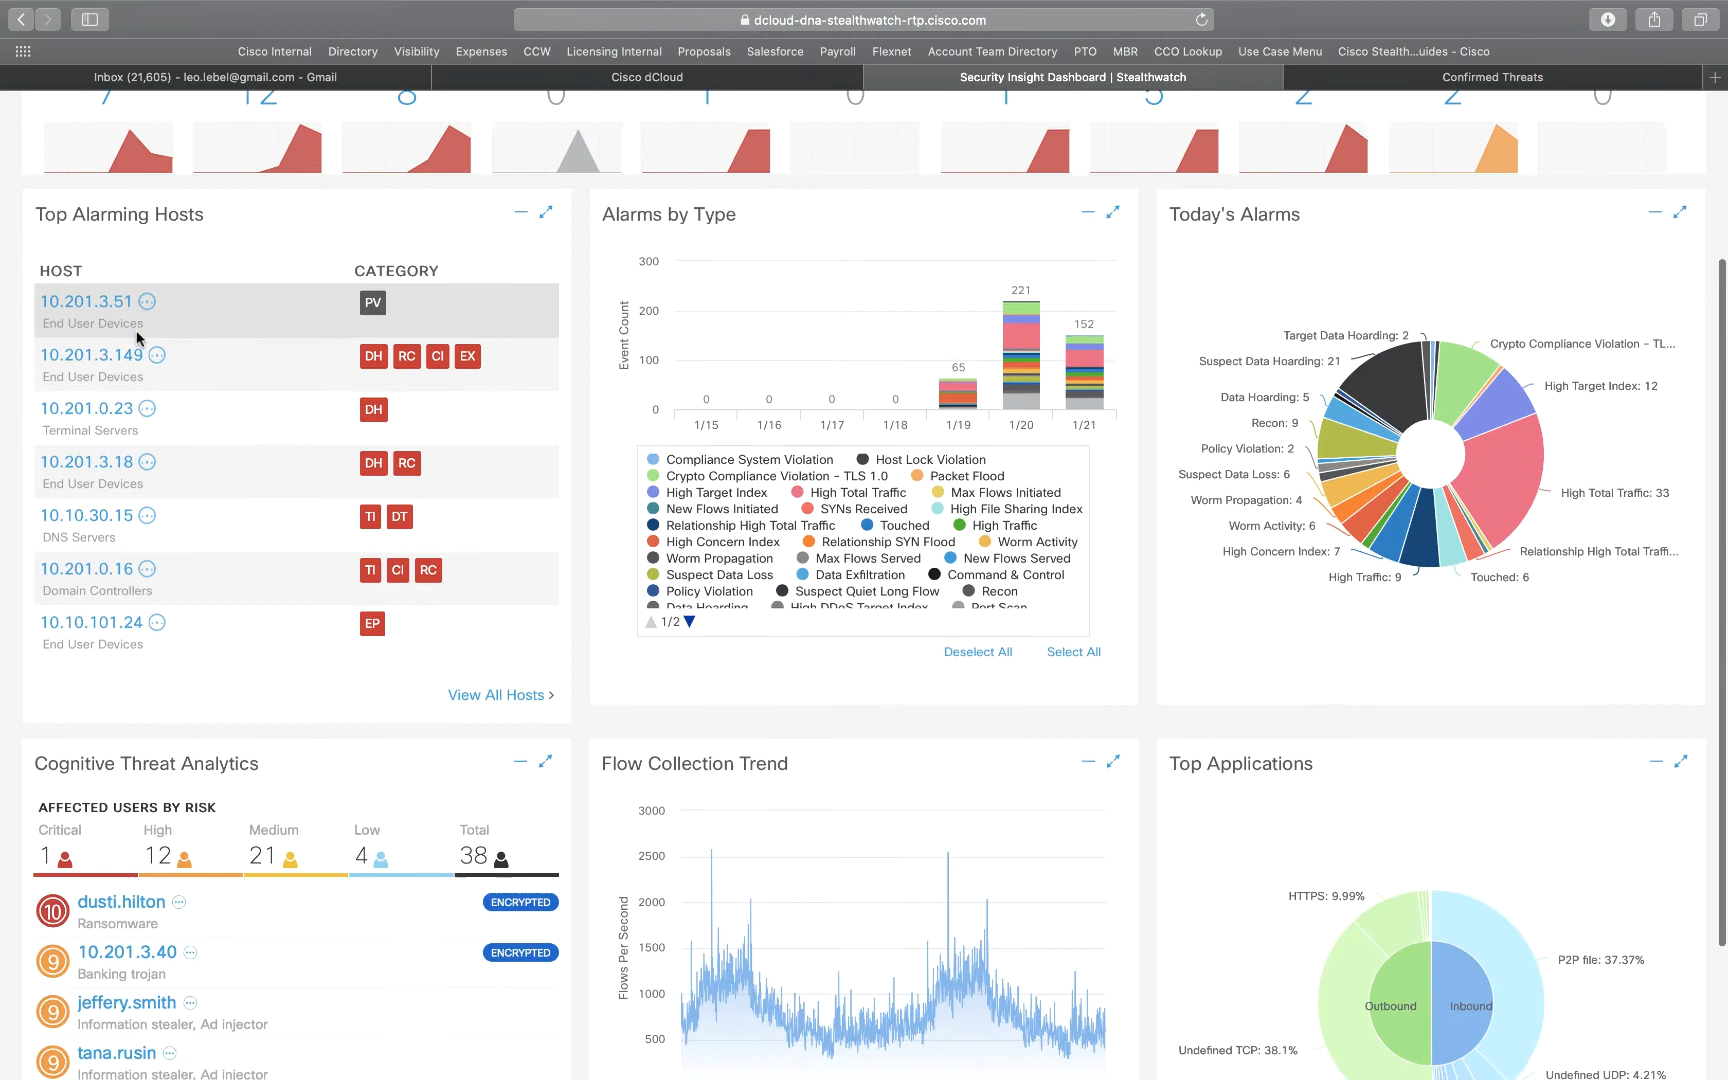 dcloud-dna-stealthwatch-rtp.cisco.com
Cisco Internal Directory Visibility Expenses CCW Licensing Internal Proposals Salesforce Payroll Flexnet Account Team Directory PTO MBR CCO Lookup Use Case Menu Cisco Stealth...uides - Cisco
Inbox (21,605) - leo.lebel@gmail.com - Gmail
Cisco dCloud
Security Insight Dashboard | Stealthwatch
Confirmed Threats
Top Alarming Hosts
HOST CATEGORY
10.201.3.51 PV
End User Devices
10.201.3.149 DH RC CI EX
End User Devices
10.201.0.23 DH
Terminal Servers
10.201.3.18 DH RC
End User Devices
10.10.30.15 TI DT
DNS Servers
10.201.0.16 TI CI RC
Domain Controllers
10.10.101.24 EP
End User Devices
View All Hosts >
Alarms by Type
Event Count
300
200
100
0
0 0 0 0 65 221 152
1/15 1/16 1/17 1/18 1/19 1/20 1/21
Compliance System Violation Host Lock Violation
Crypto Compliance Violation - TLS 1.0 Packet Flood
High Target Index High Total Traffic Max Flows Initiated
New Flows Initiated SYNs Received High File Sharing Index
Relationship High Total Traffic Touched High Traffic
High Concern Index Relationship SYN Flood Worm Activity
Worm Propagation Max Flows Served New Flows Served
Suspect Data Loss Data Exfiltration Command & Control
Policy Violation Suspect Quiet Long Flow Recon
Data Hoarding High DDoS Target Index Port Scan
1/2
Deselect All Select All
Today's Alarms
Target Data Hoarding: 2
Suspect Data Hoarding: 21
Data Hoarding: 5
Recon: 9
Policy Violation: 2
Suspect Data Loss: 6
Worm Propagation: 4
Worm Activity: 6
High Concern Index: 7
High Traffic: 9
Crypto Compliance Violation - TL...
High Target Index: 12
High Total Traffic: 33
Relationship High Total Traffi...
Touched: 6
Cognitive Threat Analytics
AFFECTED USERS BY RISK
Critical High Medium Low Total
1 12 21 4 38
10 dusti.hilton ENCRYPTED
Ransomware
9 10.201.3.40 ENCRYPTED
Banking trojan
9 jeffery.smith
Information stealer, Ad injector
9 tana.rusin
Information stealer, Ad injector
Flow Collection Trend
Flows Per Second
3000
2500
2000
1500
1000
500
Top Applications
HTTPS: 9.99%
P2P file: 37.37%
Outbound Inbound
Undefined TCP: 38.1%
Undefined UDP: 4.21%